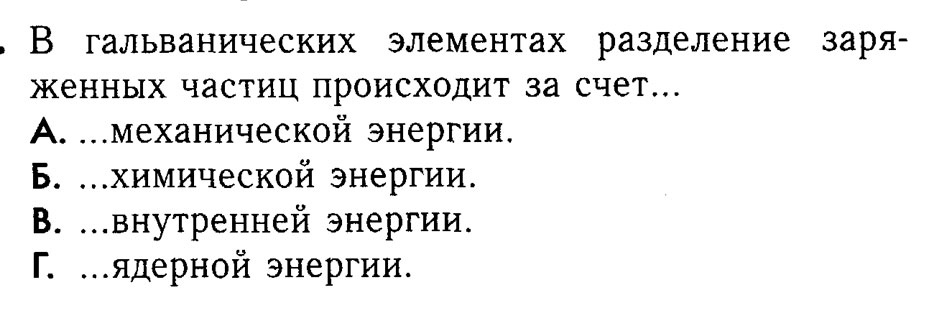 . В гальванических элементах разделение заря-
женных частиц происходит за счет...
А. ...механической энергии.
Б. ...химической энергии.
В. ...внутренней энергии.
Г. ...ядерной энергии.